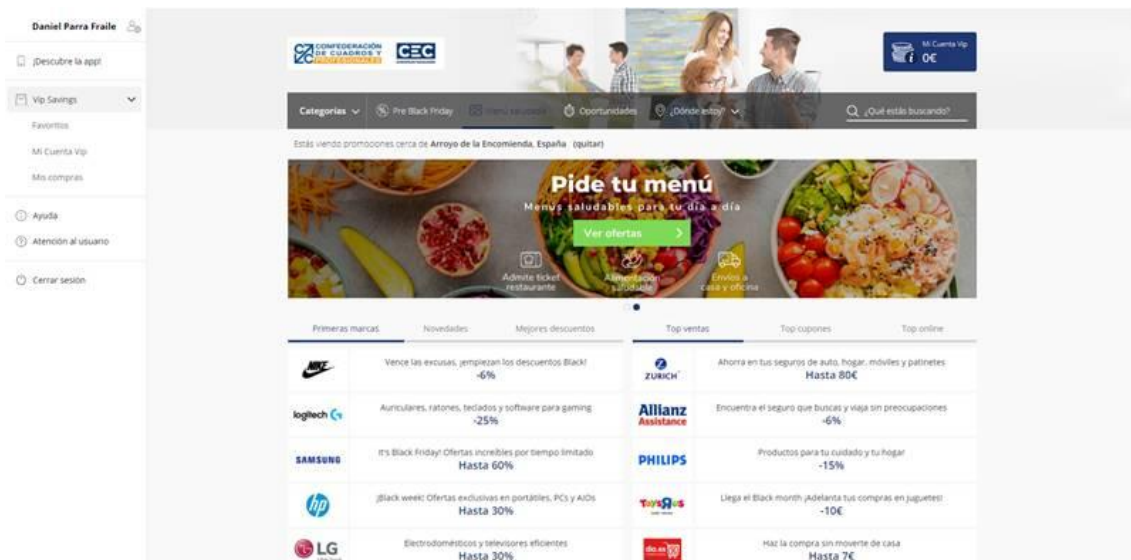 Daniel Parra Fraile
¡Descubre la app!
Vip Savings
Favoritos
Mi Cuenta Vip
Mis compras
Ayuda
Atención al usuario
Cerrar sesión
CONFEDERACIÓN
DE CUADROS Y
PROFESIONALES
CEC
Mi Cuenta Vip
0€
Categorías
Pre Black Friday
Menú saludable
Oportunidades
¿Dónde estoy?
¿Qué estás buscando?
Estás viendo promociones cerca de Arroyo de la Encomienda, España (quitar)
Pide tu menú
Menús saludables para tu día a día
Ver ofertas
Admite ticket
restaurante
Alimentación
saludable
Envíos a
casa y oficina
Primeras marcas
Novedades
Mejores descuentos
NIKE
Vence las excusas, ¡empiezan los descuentos Black!
-6%
logitech G
Auriculares, ratones, teclados y software para gaming
-25%
SAMSUNG
It's Black Friday! Ofertas increíbles por tiempo limitado
Hasta 60%
hp
¡Black week! Ofertas exclusivas en portátiles, PCs y AIOs
Hasta 30%
LG
Electrodomésticos y televisores eficientes
Hasta 30%
Top ventas
Top cupones
Top online
ZURICH
Ahorra en tus seguros de auto, hogar, móviles y patinetes
Hasta 80€
Allianz
Assistance
Encuentra el seguro que buscas y viaja sin preocupaciones
-6%
PHILIPS
Productos para tu cuidado y tu hogar
-15%
ToysRus
Llega el Black month ¡Adelanta tus compras en juguetes!
-10€
dia.es
Haz la compra sin moverte de casa
Hasta 7€